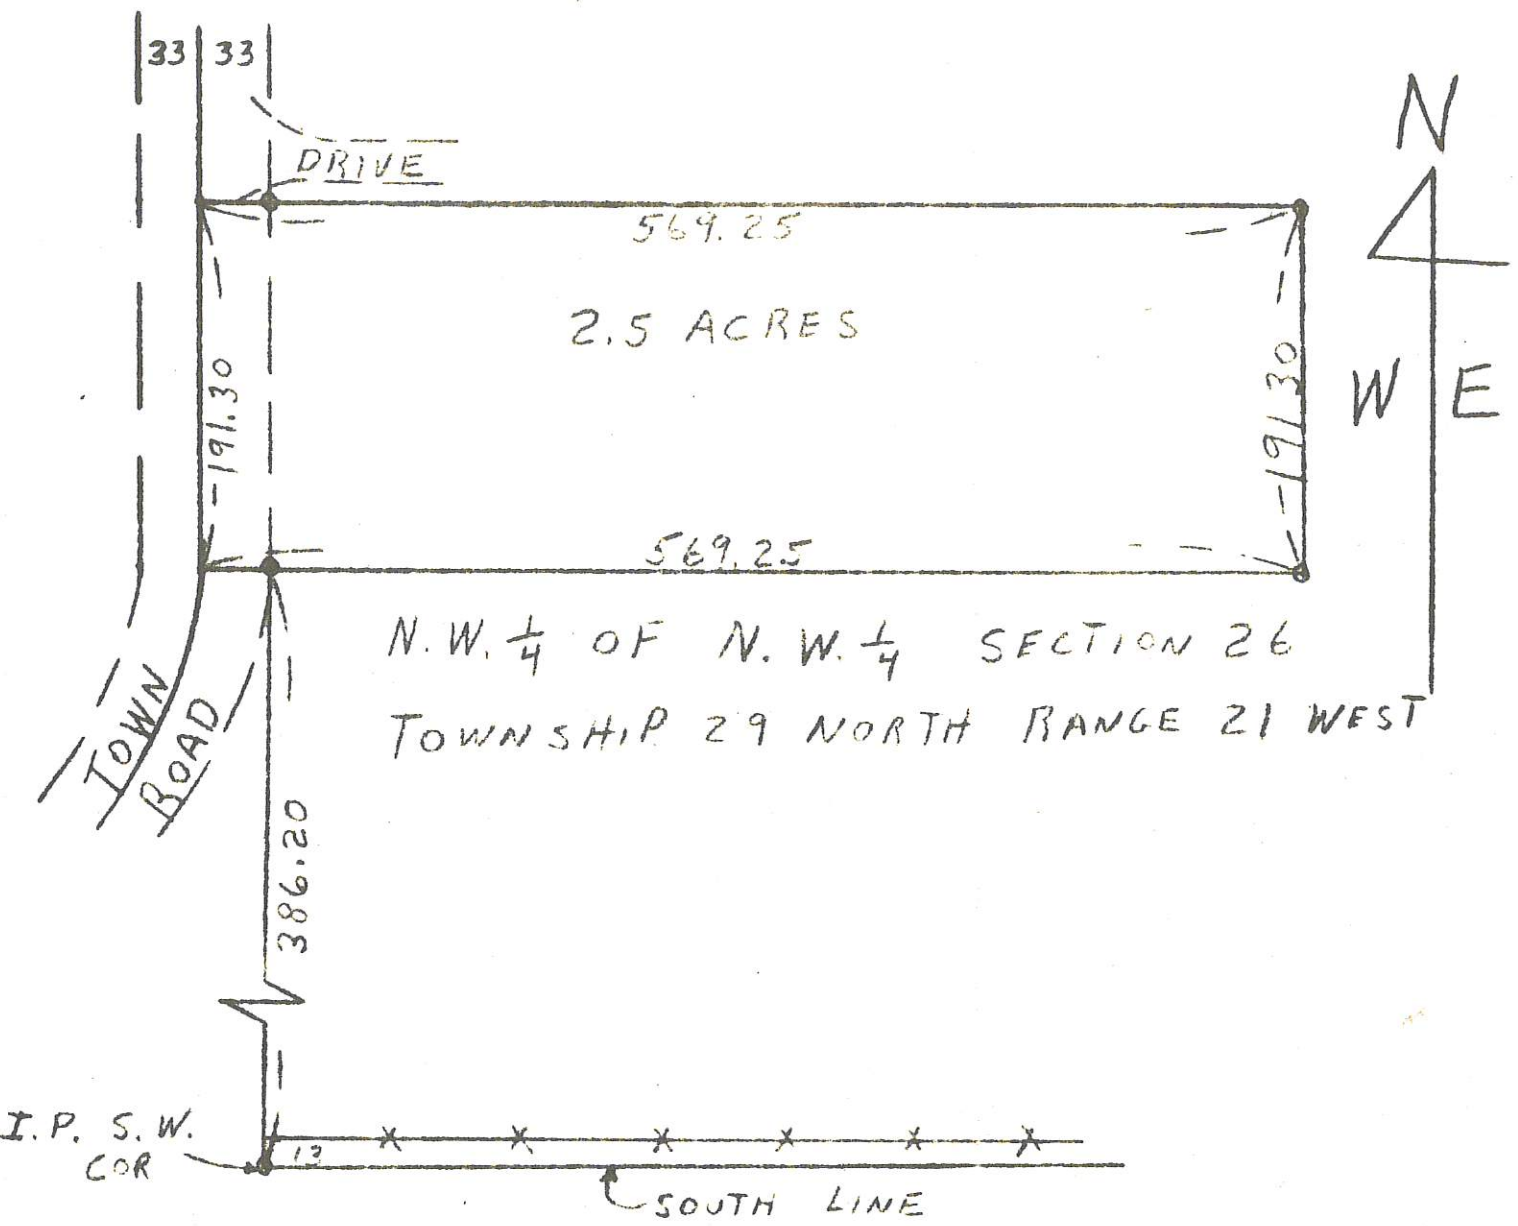 33 33
N
DRIVE
569.25
2.5 ACRES
191.30
191.30
W E
569.25
N.W. 1/4 OF N.W. 1/4 SECTION 26
TOWNSHIP 29 NORTH RANGE 21 WEST
TOWN
ROAD
386.20
I.P. S.W.
COR
13
SOUTH LINE